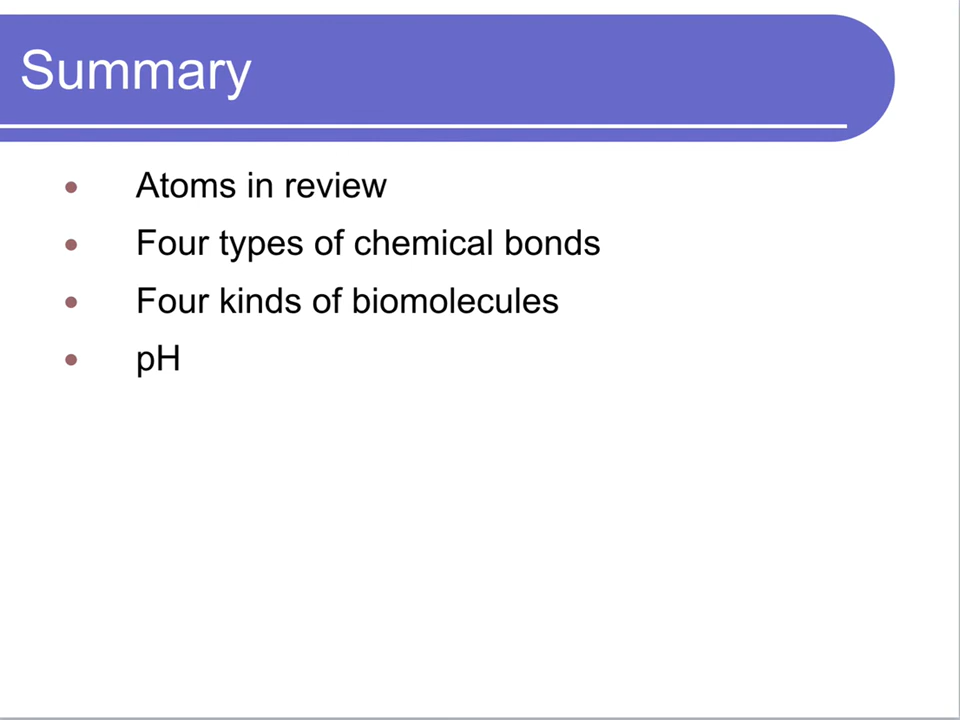 Summary
Atoms in review
Four types of chemical bonds
Four kinds of biomolecules
pH